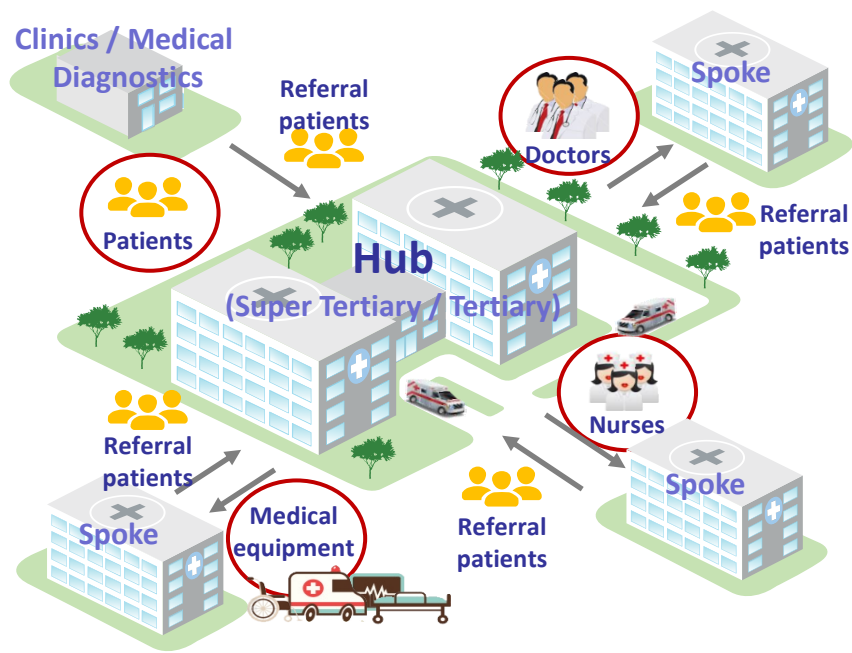 Clinics / Medical
Diagnostics
Referral
patients
Patients
Doctors
Spoke
Referral
patients
Hub
(Super Tertiary / Tertiary)
Nurses
Referral
patients
Spoke
Medical
equipment
Referral
patients
Spoke